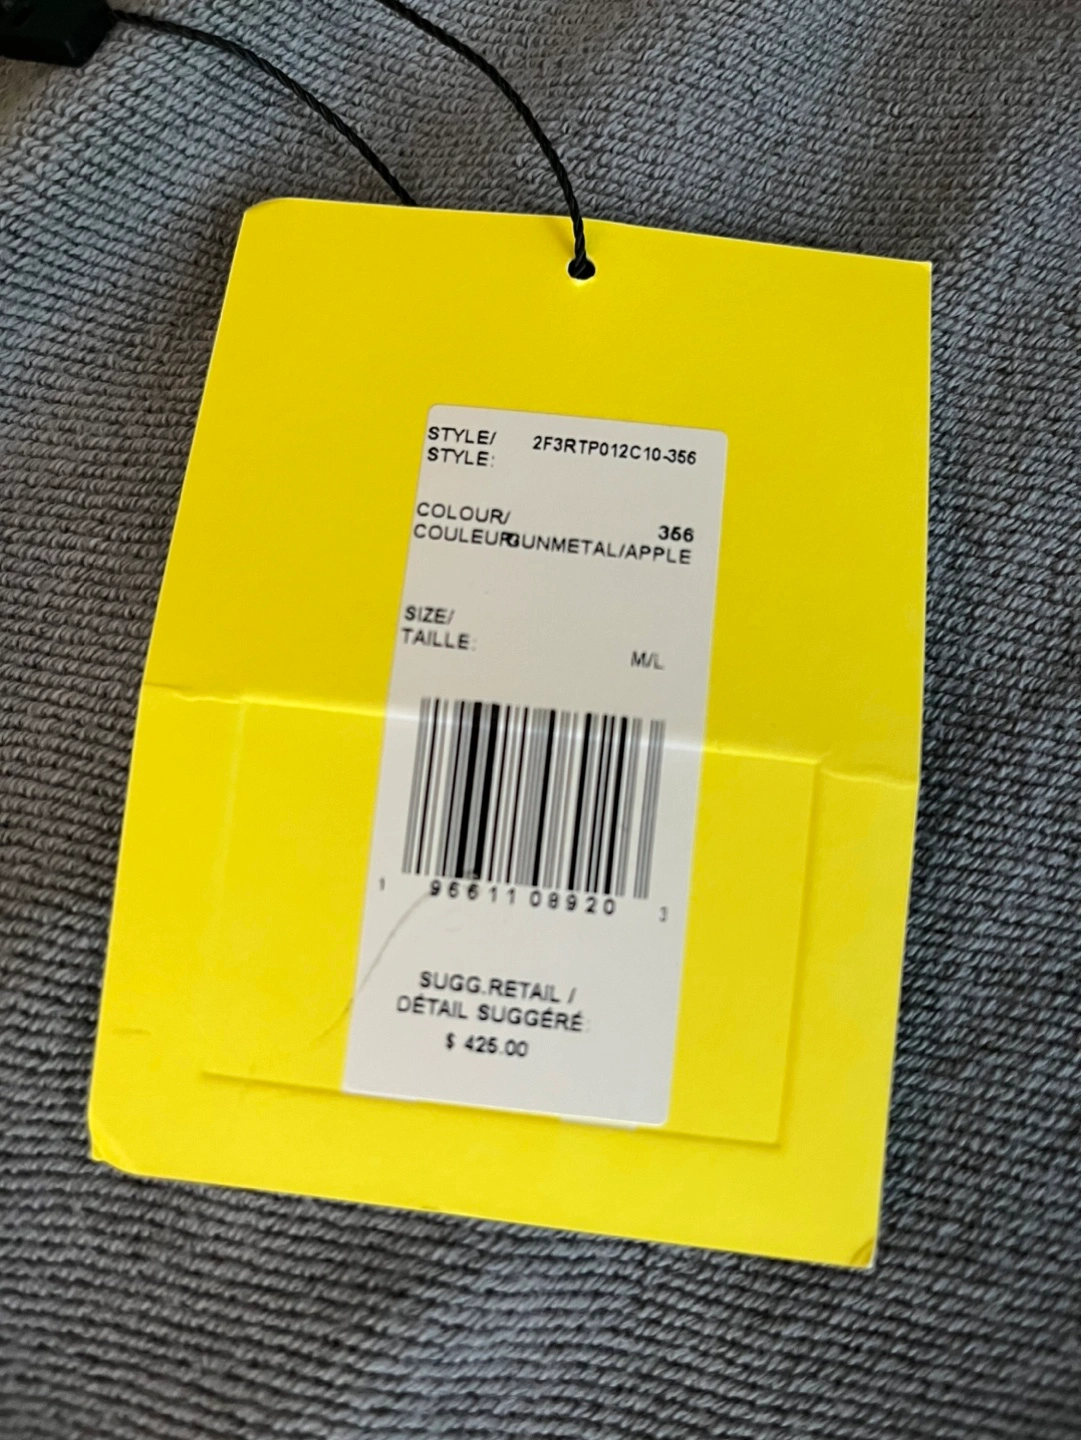 STYLE/ 2F3RTP012C10-356
STYLE:
COLOUR/ 356
COULEUR: GUNMETAL/APPLE
SIZE/
TAILLE:
M/L
1 96611 08920 3
SUGG.RETAIL /
DÉTAIL SUGGÉRÉ:
$ 425.00